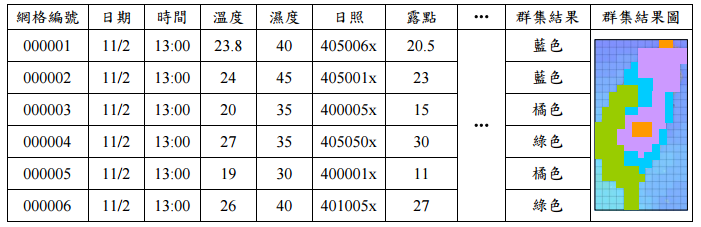 網格編號 日期 時間 溫度 濕度 日照 露點 ••• 群集結果 群集結果圖
000001 11/2 13:00 23.8 40 405006x 20.5 藍色
000002 11/2 13:00 24 45 405001x 23 藍色
000003 11/2 13:00 20 35 400005x 15 橘色
•••
000004 11/2 13:00 27 35 405050x 30 綠色
000005 11/2 13:00 19 30 400001x 11 橘色
000006 11/2 13:00 26 40 401005x 27 綠色